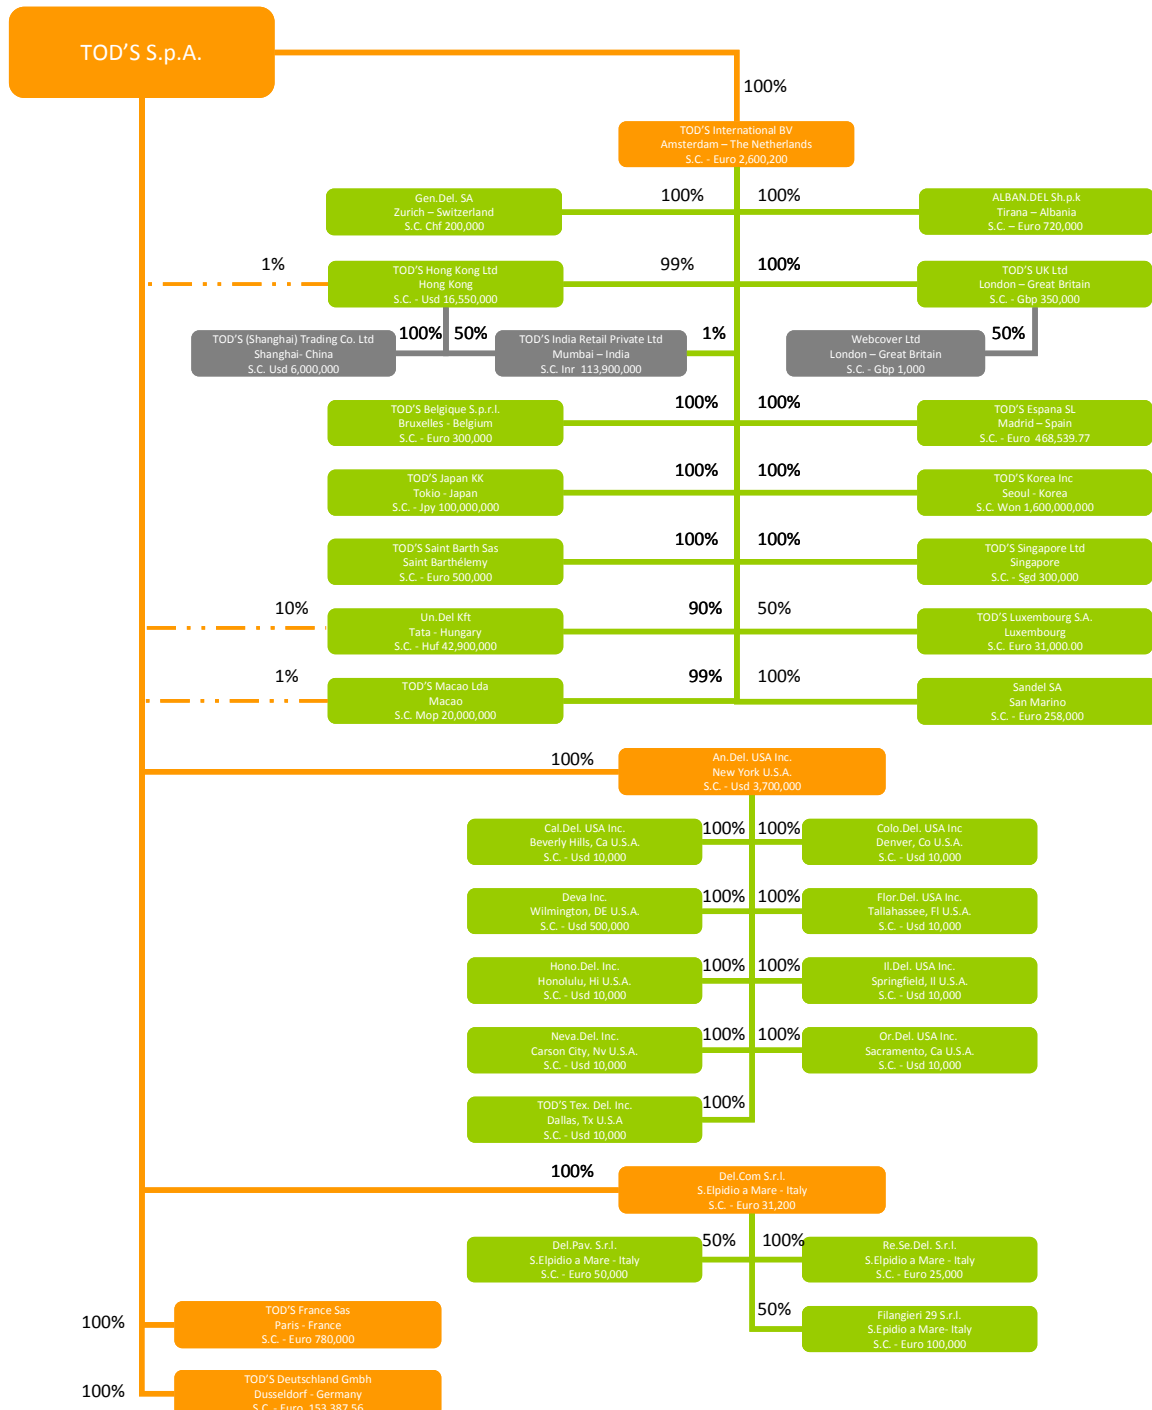 TOD'S S.p.A.
100%
TOD'S International BV
Amsterdam – The Netherlands
S.C. - Euro 2,600,200
Gen.Del. SA
Zurich – Switzerland
S.C. Chf 200,000
100%
100%
ALBAN.DEL Sh.p.k
Tirana – Albania
S.C. – Euro 720,000
1%
TOD'S Hong Kong Ltd
Hong Kong
S.C. - Usd 16,550,000
99%
100%
TOD'S UK Ltd
London – Great Britain
S.C. - Gbp 350,000
TOD'S (Shanghai) Trading Co. Ltd
Shanghai- China
S.C. Usd 6,000,000
100%
50%
TOD'S India Retail Private Ltd
Mumbai – India
S.C. Inr 113,900,000
1%
Webcover Ltd
London – Great Britain
S.C. - Gbp 1,000
50%
TOD'S Belgique S.p.r.l.
Bruxelles - Belgium
S.C. - Euro 300,000
100%
100%
TOD'S Espana SL
Madrid – Spain
S.C. - Euro 468,539.77
TOD'S Japan KK
Tokio - Japan
S.C. - Jpy 100,000,000
100%
100%
TOD'S Korea Inc
Seoul - Korea
S.C. Won 1,600,000,000
TOD'S Saint Barth Sas
Saint Barthélemy
S.C. - Euro 500,000
100%
100%
TOD'S Singapore Ltd
Singapore
S.C. - Sgd 300,000
10%
Un.Del Kft
Tata - Hungary
S.C. - Huf 42,900,000
90%
50%
TOD'S Luxembourg S.A.
Luxembourg
S.C. Euro 31,000.00
1%
TOD'S Macao Lda
Macao
S.C. Mop 20,000,000
99%
100%
Sandel SA
San Marino
S.C. - Euro 258,000
100%
An.Del. USA Inc.
New York U.S.A.
S.C. - Usd 3,700,000
Cal.Del. USA Inc.
Beverly Hills, Ca U.S.A.
S.C. - Usd 10,000
100%
100%
Colo.Del. USA Inc
Denver, Co U.S.A.
S.C. - Usd 10,000
Deva Inc.
Wilmington, DE U.S.A.
S.C. - Usd 500,000
100%
100%
Flor.Del. USA Inc.
Tallahassee, Fl U.S.A.
S.C. - Usd 10,000
Hono.Del. Inc.
Honolulu, Hi U.S.A.
S.C. - Usd 10,000
100%
100%
Il.Del. USA Inc.
Springfield, Il U.S.A.
S.C. - Usd 10,000
Neva.Del. Inc.
Carson City, Nv U.S.A.
S.C. - Usd 10,000
100%
100%
Or.Del. USA Inc.
Sacramento, Ca U.S.A.
S.C. - Usd 10,000
TOD'S Tex. Del. Inc.
Dallas, Tx U.S.A
S.C. - Usd 10,000
100%
100%
Del.Com S.r.l.
S.Elpidio a Mare - Italy
S.C. - Euro 31,200
Del.Pav. S.r.l.
S.Elpidio a Mare - Italy
S.C. - Euro 50,000
50%
100%
Re.Se.Del. S.r.l.
S.Elpidio a Mare - Italy
S.C. - Euro 25,000
50%
Filangieri 29 S.r.l.
S.Epidio a Mare- Italy
S.C. - Euro 100,000
100%
TOD'S France Sas
Paris - France
S.C. - Euro 780,000
100%
TOD'S Deutschland Gmbh
Dusseldorf - Germany
S.C. - Euro 153,387.56